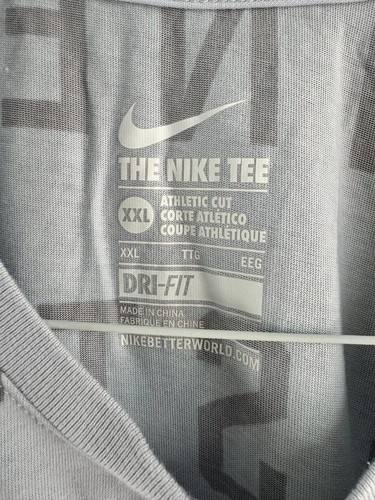 THE NIKE TEE
XXL
ATHLETIC CUT
CORTE ATLÉTICO
COUPE ATHLÉTIQUE
XXL TTG EEG
DRI-FIT
MADE IN CHINA
FABRIQUÉ EN CHINE
NIKEBETTERWORLD.COM